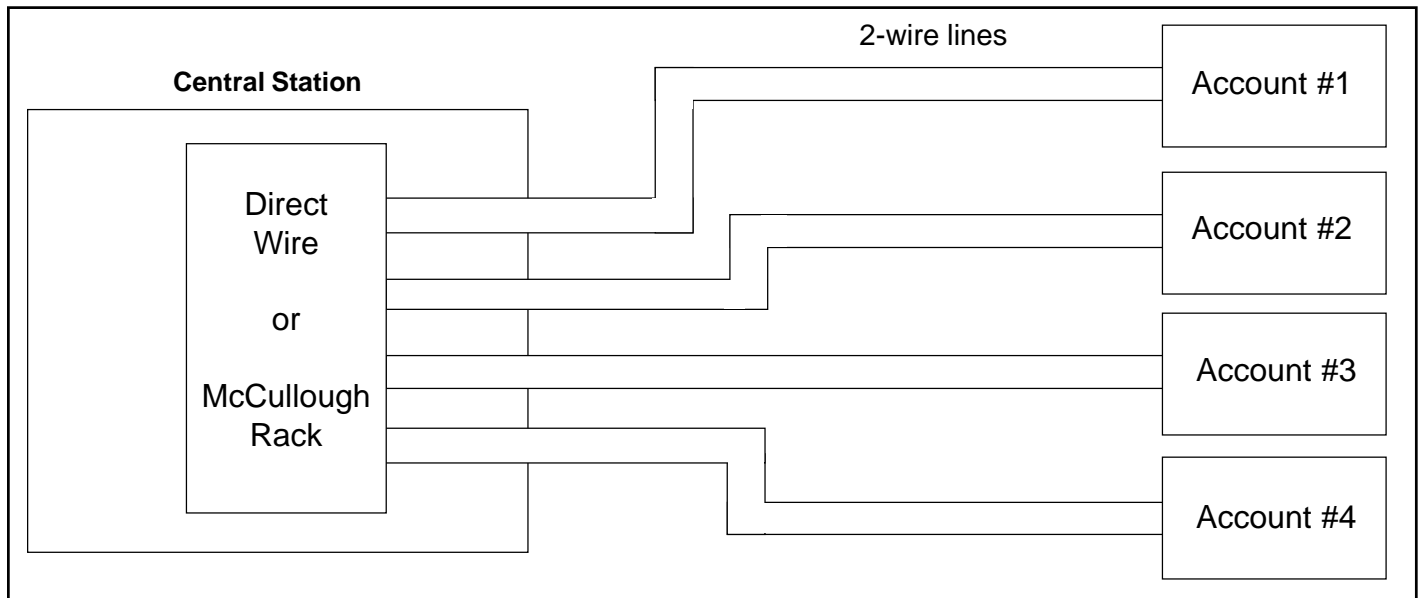 2-wire lines
Central Station
Account #1
Direct
Wire
or
McCullough
Rack
Account #2
Account #3
Account #4